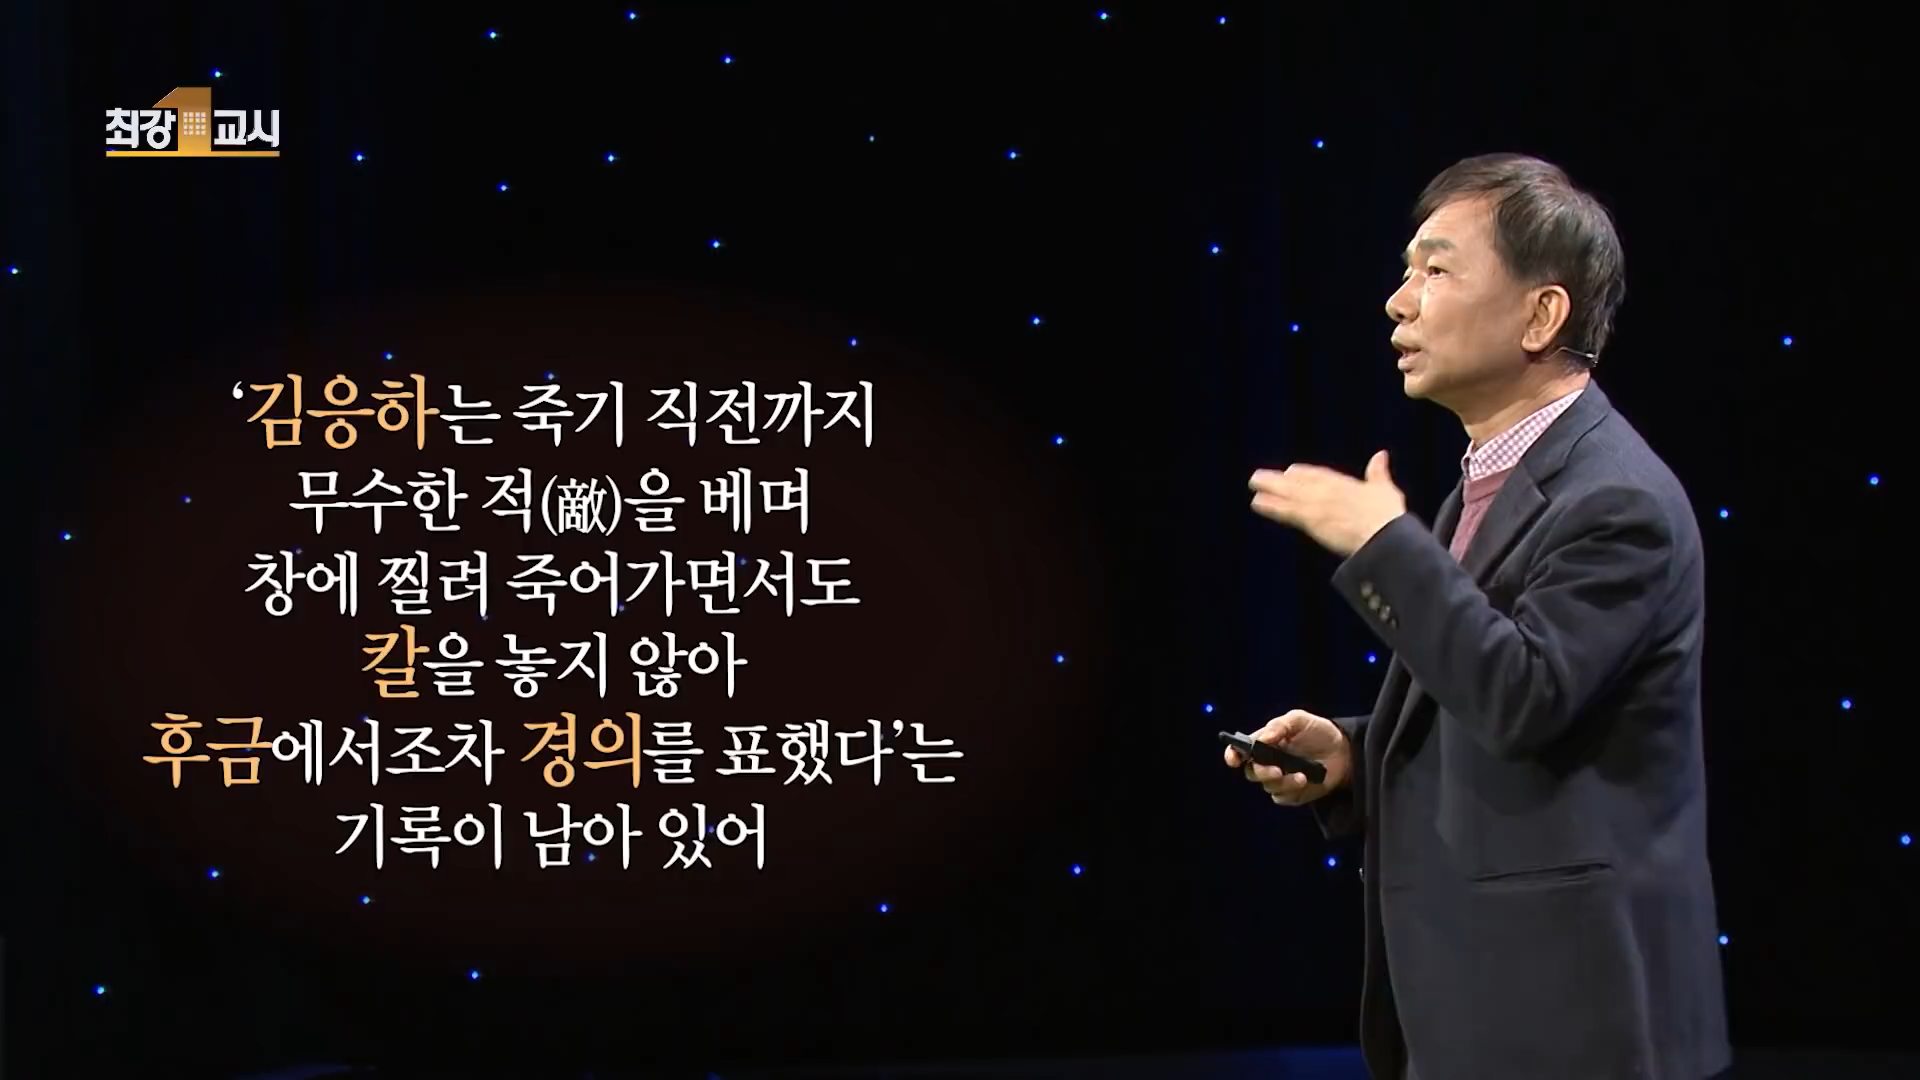 최강1교시
‘김응하는 죽기 직전까지
무수한 적(敵)을 베며
창에 찔려 죽어가면서도
칼을 놓지 않아
후금에서조차 경의를 표했다’는
기록이 남아 있어